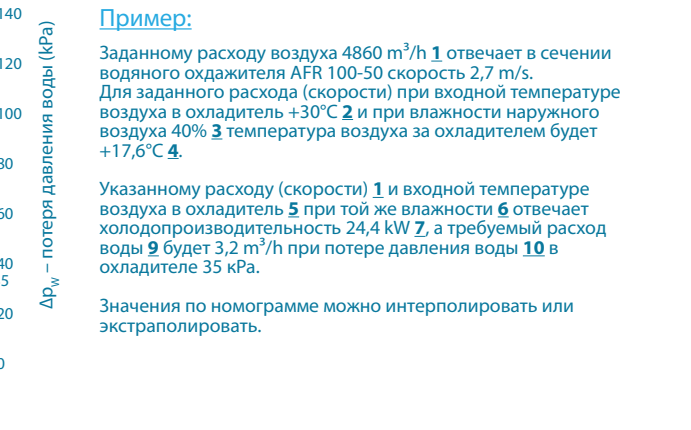 140
120
100
80
60
40
5
20
0
Δp_W – потеря давления воды (kPa)
Пример:
Заданному расходу воздуха 4860 m³/h 1 отвечает в сечении
водяного охдажителя AFR 100-50 скорость 2,7 m/s.
Для заданного расхода (скорости) при входной температуре
воздуха в охладитель +30°C 2 и при влажности наружного
воздуха 40% 3 температура воздуха за охладителем будет
+17,6°C 4.
Указанному расходу (скорости) 1 и входной температуре
воздуха в охладитель 5 при той же влажности 6 отвечает
холодопроизводительность 24,4 kW 7, а требуемый расход
воды 9 будет 3,2 m³/h при потере давления воды 10 в
охладителе 35 кРа.
Значения по номограмме можно интерполировать или
экстраполировать.